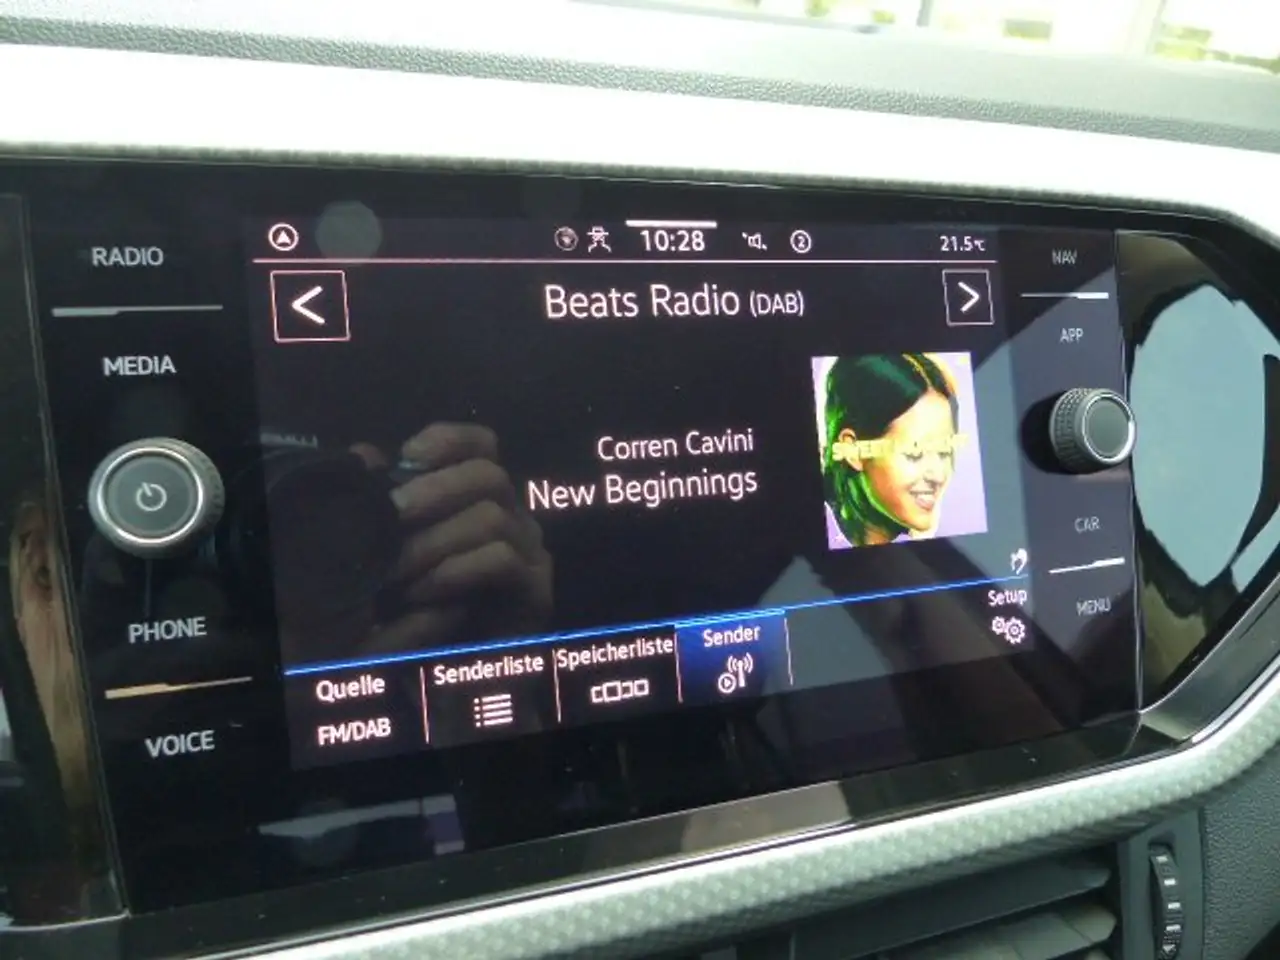 RADIO
MEDIA
PHONE
VOICE
10:28
2
21.5°C
<
Beats Radio (DAB)
>
Corren Cavini
New Beginnings
Setup
Quelle
FM/DAB
Senderliste
Speicherliste
Sender
NAV
APP
CAR
MENU